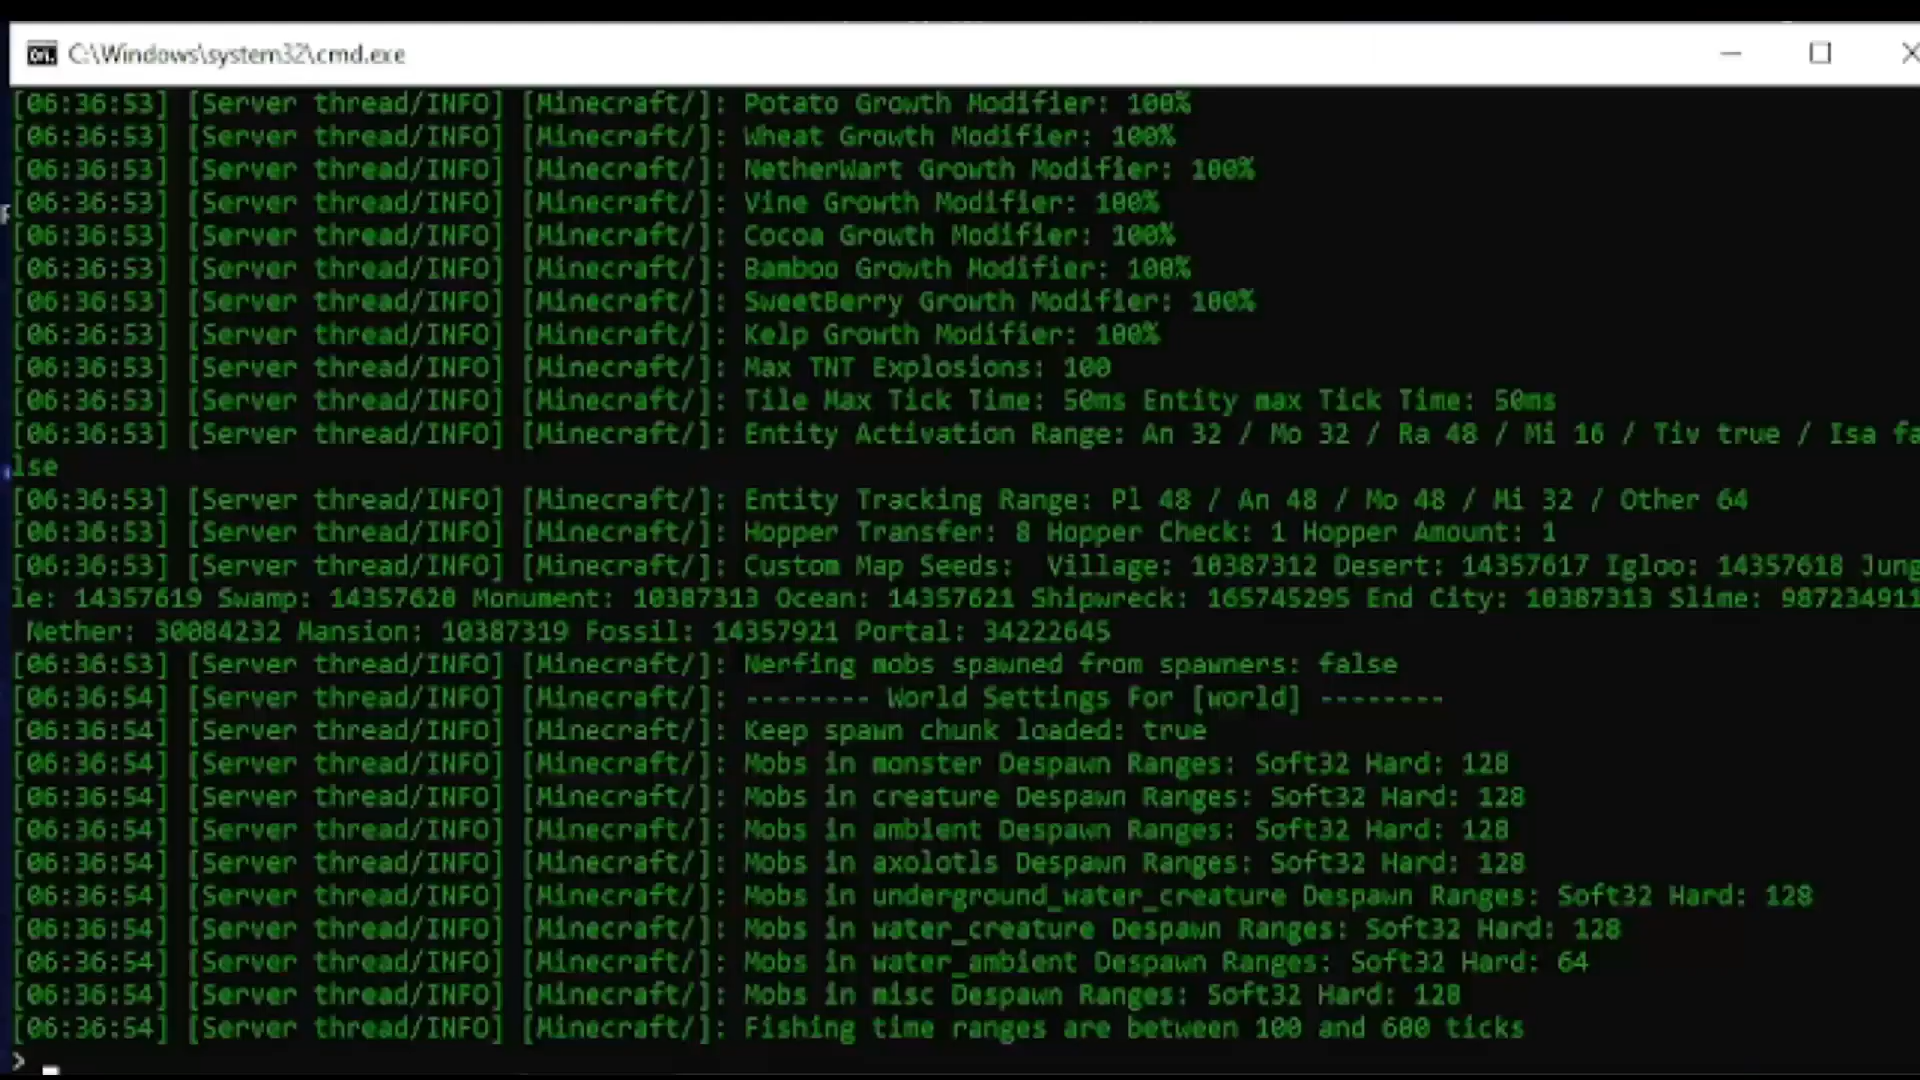 C:\Windows\system32\cmd.exe
[06:36:53] [Server thread/INFO] [Minecraft/]: Potato Growth Modifier: 100%
[06:36:53] [Server thread/INFO] [Minecraft/]: Wheat Growth Modifier: 100%
[06:36:53] [Server thread/INFO] [Minecraft/]: NetherWart Growth Modifier: 100%
[06:36:53] [Server thread/INFO] [Minecraft/]: Vine Growth Modifier: 100%
[06:36:53] [Server thread/INFO] [Minecraft/]: Cocoa Growth Modifier: 100%
[06:36:53] [Server thread/INFO] [Minecraft/]: Bamboo Growth Modifier: 100%
[06:36:53] [Server thread/INFO] [Minecraft/]: SweetBerry Growth Modifier: 100%
[06:36:53] [Server thread/INFO] [Minecraft/]: Kelp Growth Modifier: 100%
[06:36:53] [Server thread/INFO] [Minecraft/]: Max TNT Explosions: 100
[06:36:53] [Server thread/INFO] [Minecraft/]: Tile Max Tick Time: 50ms Entity max Tick Time: 50ms
[06:36:53] [Server thread/INFO] [Minecraft/]: Entity Activation Range: An 32 / Mo 32 / Ra 48 / Mi 16 / Tiv true / Isa fa
lse
[06:36:53] [Server thread/INFO] [Minecraft/]: Entity Tracking Range: Pl 48 / An 48 / Mo 48 / Mi 32 / Other 64
[06:36:53] [Server thread/INFO] [Minecraft/]: Hopper Transfer: 8 Hopper Check: 1 Hopper Amount: 1
[06:36:53] [Server thread/INFO] [Minecraft/]: Custom Map Seeds:  Village: 10387312 Desert: 14357617 Igloo: 14357618 Jung
le: 14357619 Swamp: 14357620 Monument: 10387313 Ocean: 14357621 Shipwreck: 165745295 End City: 10387313 Slime: 987234911
Nether: 30084232 Mansion: 10387319 Fossil: 14357921 Portal: 34222645
[06:36:53] [Server thread/INFO] [Minecraft/]: Nerfing mobs spawned from spawners: false
[06:36:54] [Server thread/INFO] [Minecraft/]: -------- World Settings For [world] --------
[06:36:54] [Server thread/INFO] [Minecraft/]: Keep spawn chunk loaded: true
[06:36:54] [Server thread/INFO] [Minecraft/]: Mobs in monster Despawn Ranges: Soft32 Hard: 128
[06:36:54] [Server thread/INFO] [Minecraft/]: Mobs in creature Despawn Ranges: Soft32 Hard: 128
[06:36:54] [Server thread/INFO] [Minecraft/]: Mobs in ambient Despawn Ranges: Soft32 Hard: 128
[06:36:54] [Server thread/INFO] [Minecraft/]: Mobs in axolotls Despawn Ranges: Soft32 Hard: 128
[06:36:54] [Server thread/INFO] [Minecraft/]: Mobs in underground_water_creature Despawn Ranges: Soft32 Hard: 128
[06:36:54] [Server thread/INFO] [Minecraft/]: Mobs in water_creature Despawn Ranges: Soft32 Hard: 128
[06:36:54] [Server thread/INFO] [Minecraft/]: Mobs in water_ambient Despawn Ranges: Soft32 Hard: 64
[06:36:54] [Server thread/INFO] [Minecraft/]: Mobs in misc Despawn Ranges: Soft32 Hard: 128
[06:36:54] [Server thread/INFO] [Minecraft/]: Fishing time ranges are between 100 and 600 ticks
>